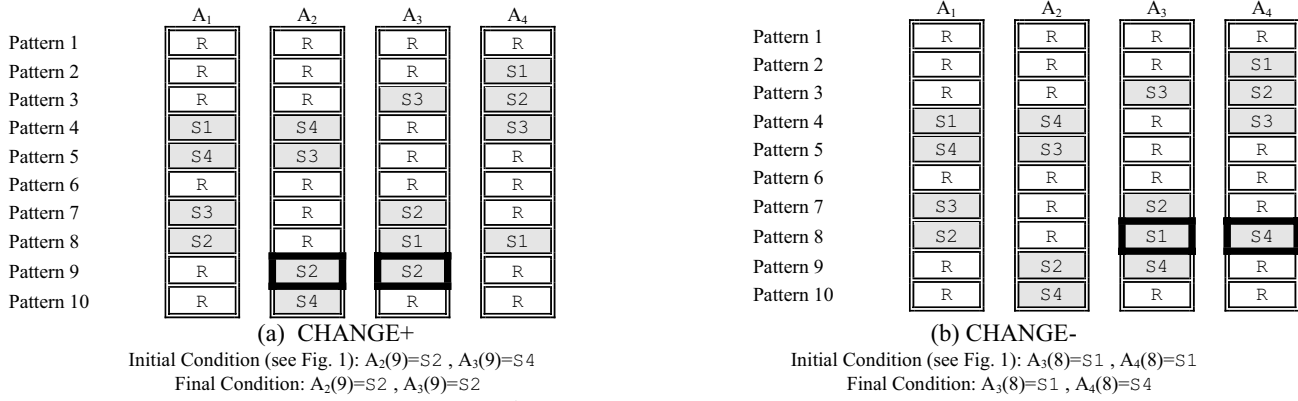 A1 A2 A3 A4
Pattern 1 R R R R
Pattern 2 R R R S1
Pattern 3 R R S3 S2
Pattern 4 S1 S4 R S3
Pattern 5 S4 S3 R R
Pattern 6 R R R R
Pattern 7 S3 R S2 R
Pattern 8 S2 R S1 S1
Pattern 9 R S2 S2 R
Pattern 10 R S4 R R
(a) CHANGE+
Initial Condition (see Fig. 1): A2(9)=S2 , A3(9)=S4
Final Condition: A2(9)=S2 , A3(9)=S2
A1 A2 A3 A4
Pattern 1 R R R R
Pattern 2 R R R S1
Pattern 3 R R S3 S2
Pattern 4 S1 S4 R S3
Pattern 5 S4 S3 R R
Pattern 6 R R R R
Pattern 7 S3 R S2 R
Pattern 8 S2 R S1 S4
Pattern 9 R S2 S4 R
Pattern 10 R S4 R R
(b) CHANGE-
Initial Condition (see Fig. 1): A3(8)=S1 , A4(8)=S1
Final Condition: A3(8)=S1 , A4(8)=S4